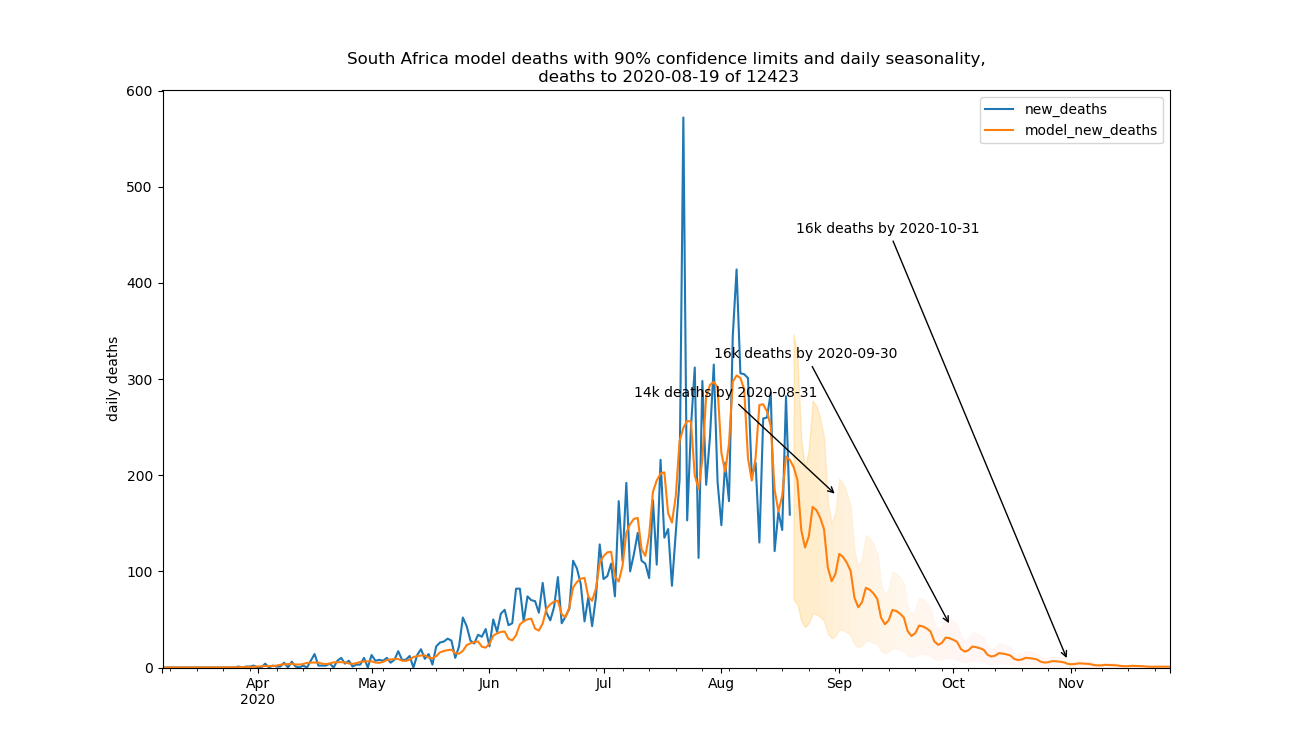 South Africa model deaths with 90% confidence limits and daily seasonality,
deaths to 2020-08-19 of 12423
new_deaths
model_new_deaths
daily deaths
600
500
400
300
200
100
0
16k deaths by 2020-10-31
16k deaths by 2020-09-30
14k deaths by 2020-08-31
Apr
2020
May
Jun
Jul
Aug
Sep
Oct
Nov